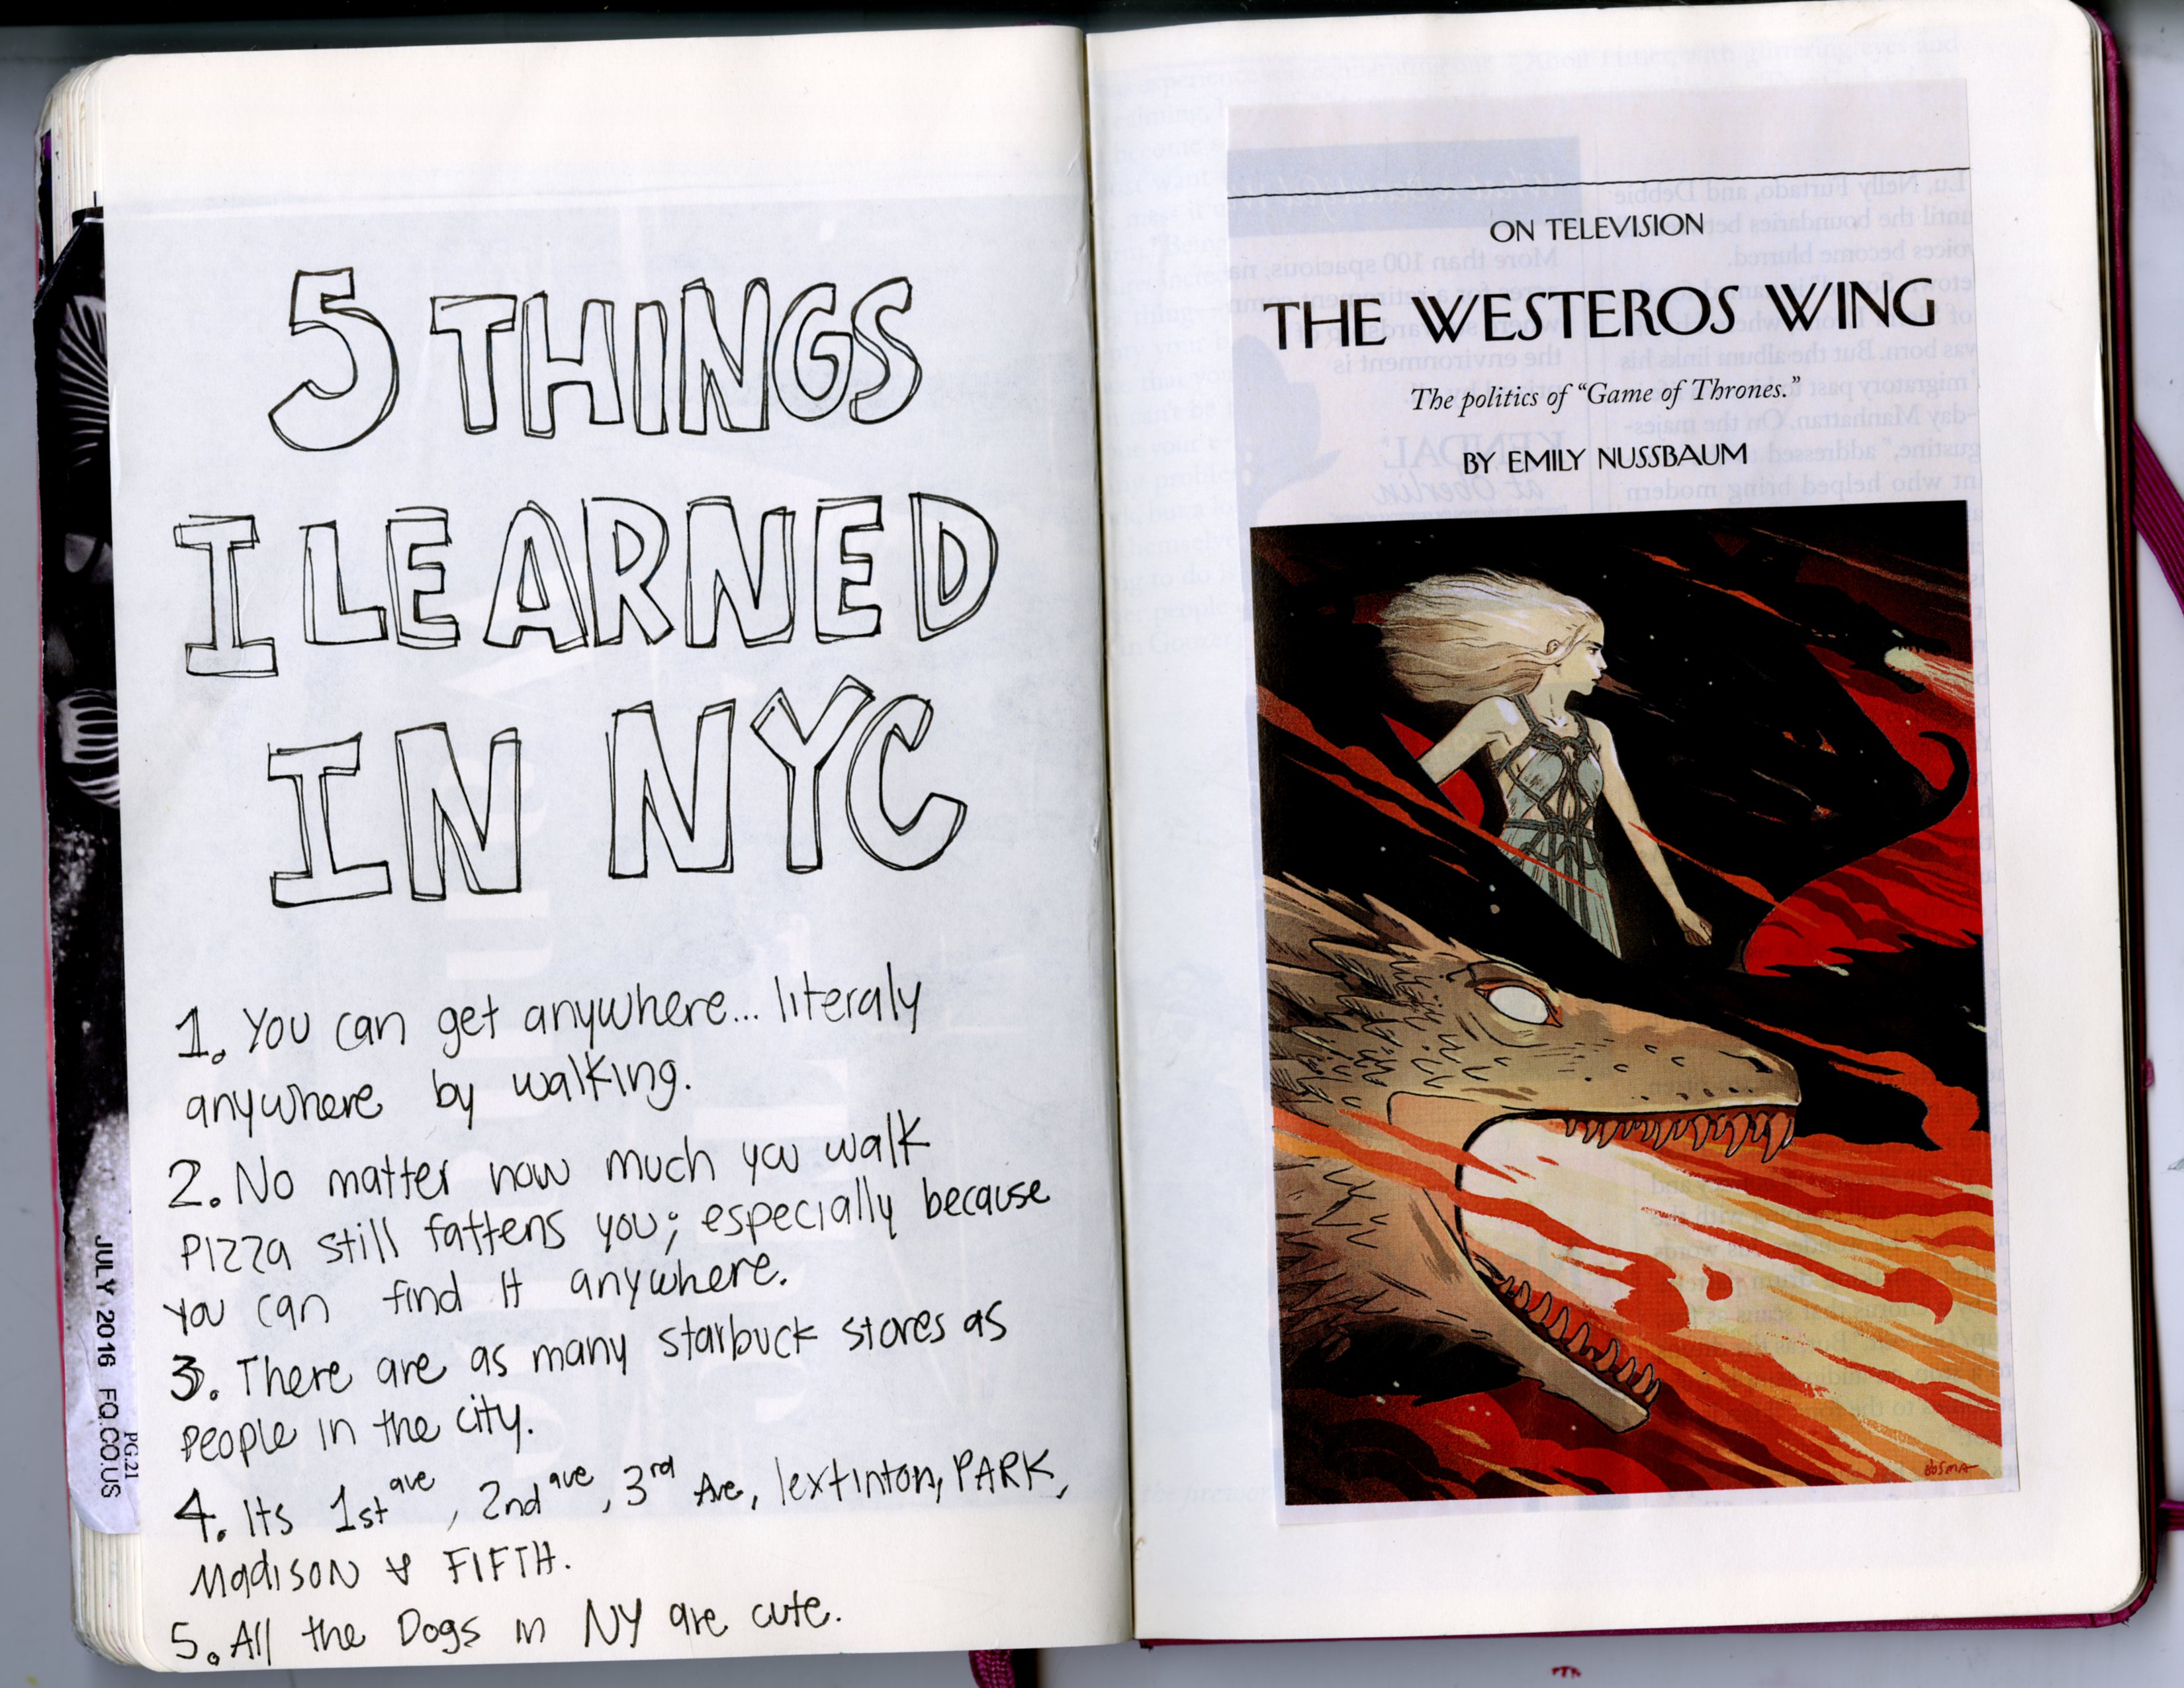 5 THINGS
I LEARNED
IN NYC
1. You can get anywhere... literaly
anywhere by walking.
2. No matter how much you walk
Pizza still fattens you; especially because
you can find it anywhere.
3. There are as many starbuck stores as
people in the city.
4. Its 1st ave, 2nd ave, 3rd Ave, lextinton, PARK,
Madison & FIFTH.
5. All the Dogs in NY are cute.
JULY 2016 FQ.CO.US
PG.21
ON TELEVISION
THE WESTEROS WING
The politics of “Game of Thrones.”
BY EMILY NUSSBAUM
BOSMA